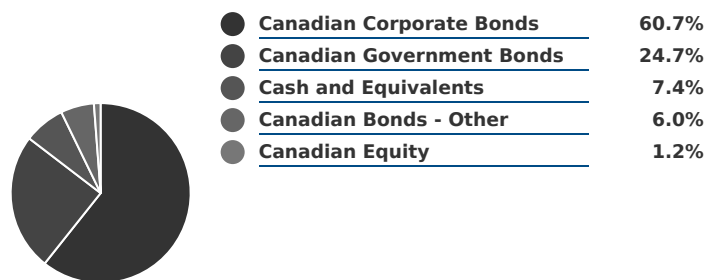 Canadian Corporate Bonds 60.7%
Canadian Government Bonds 24.7%
Cash and Equivalents 7.4%
Canadian Bonds - Other 6.0%
Canadian Equity 1.2%